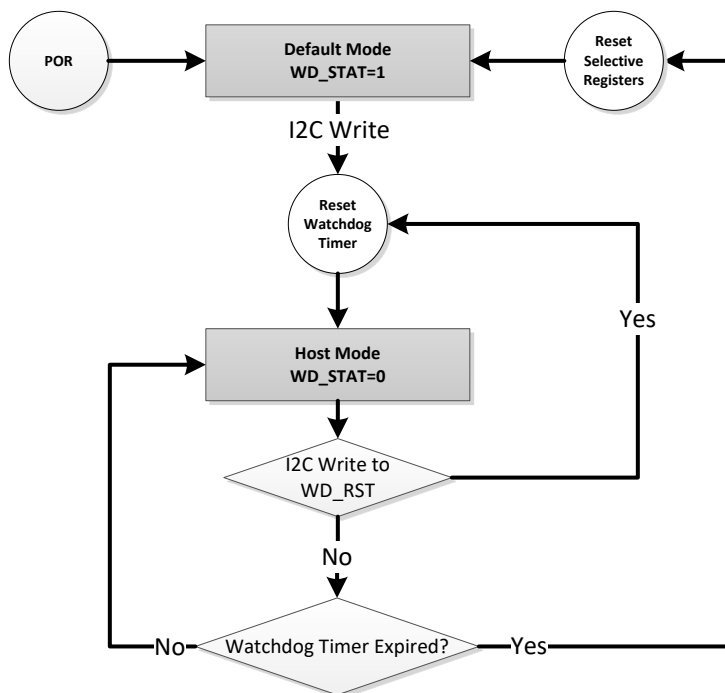 POR
Default Mode
WD_STAT=1
Reset
Selective
Registers
I2C Write
Reset
Watchdog
Timer
Yes
Host Mode
WD_STAT=0
I2C Write to
WD_RST
No
No
Watchdog Timer Expired?
Yes